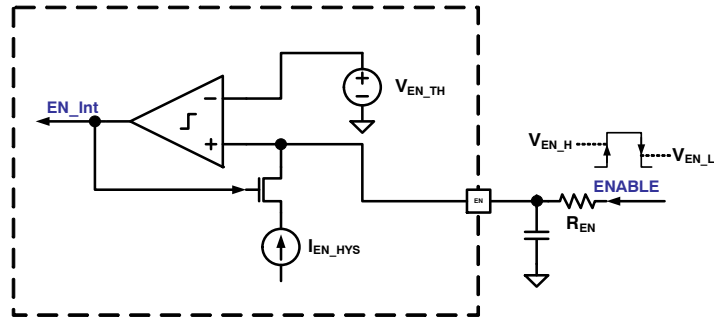 EN_Int
V_EN_TH
V_EN_H
V_EN_L
ENABLE
EN
R_EN
I_EN_HYS